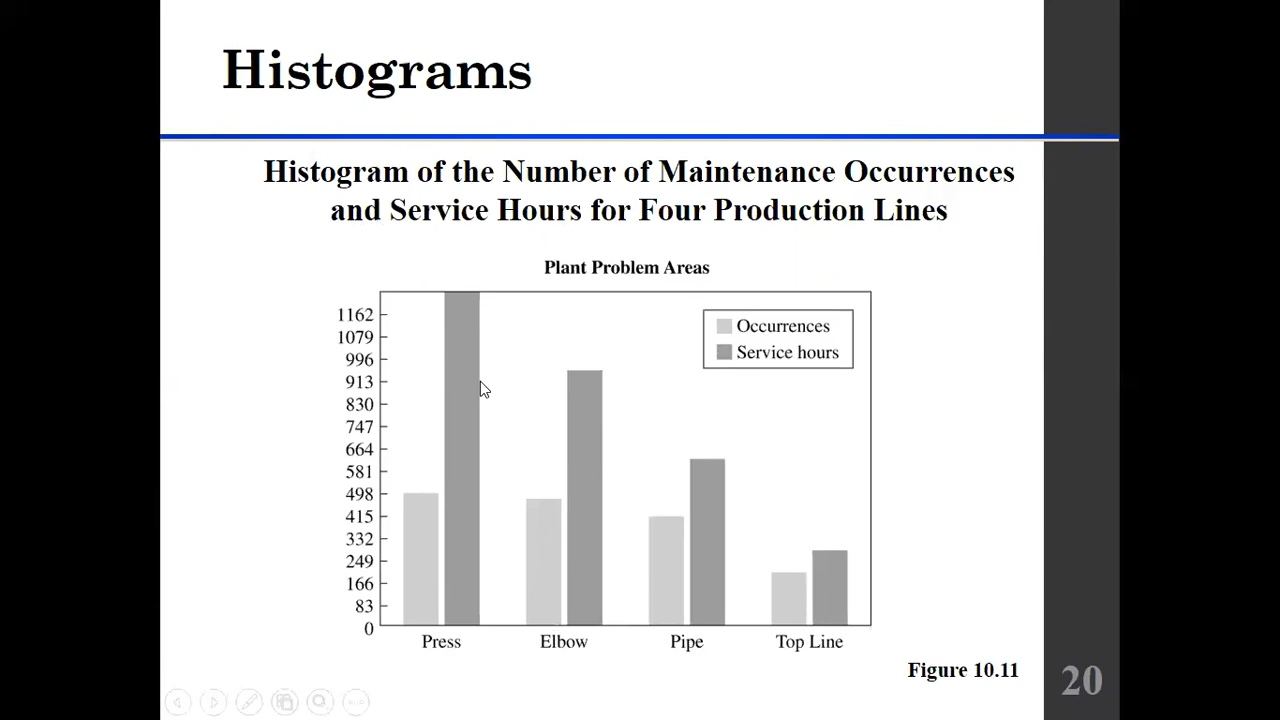 Histograms
Histogram of the Number of Maintenance Occurrences
and Service Hours for Four Production Lines
Plant Problem Areas
1162
1079
996
913
830
747
664
581
498
415
332
249
166
83
0
Occurrences
Service hours
Press Elbow Pipe Top Line
Figure 10.11
20